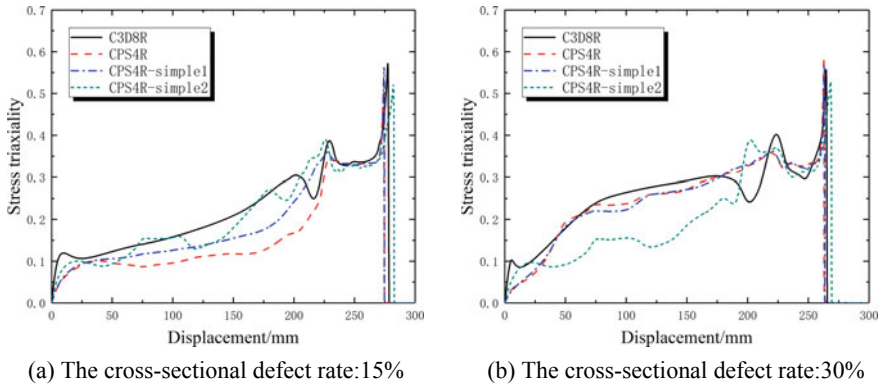 0.7
0.6
0.5
0.4
0.3
0.2
0.1
0.0
Stress triaxiality
C3D8R
CPS4R
CPS4R-simple1
CPS4R-simple2
0 50 100 150 200 250 300
Displacement/mm
(a) The cross-sectional defect rate:15%
0.7
0.6
0.5
0.4
0.3
0.2
0.1
0.0
Stress triaxiality
C3D8R
CPS4R
CPS4R-simple1
CPS4R-simple2
0 50 100 150 200 250 300
Displacement/mm
(b) The cross-sectional defect rate:30%